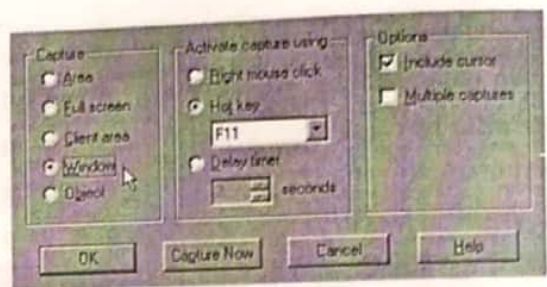 Capture
Area
Full screen
Client area
Window
Object
Activate capture using
Right mouse click
Hot key
F11
Delay timer
seconds
Options
Include cursor
Multiple captures
OK
Capture Now
Cancel
Help